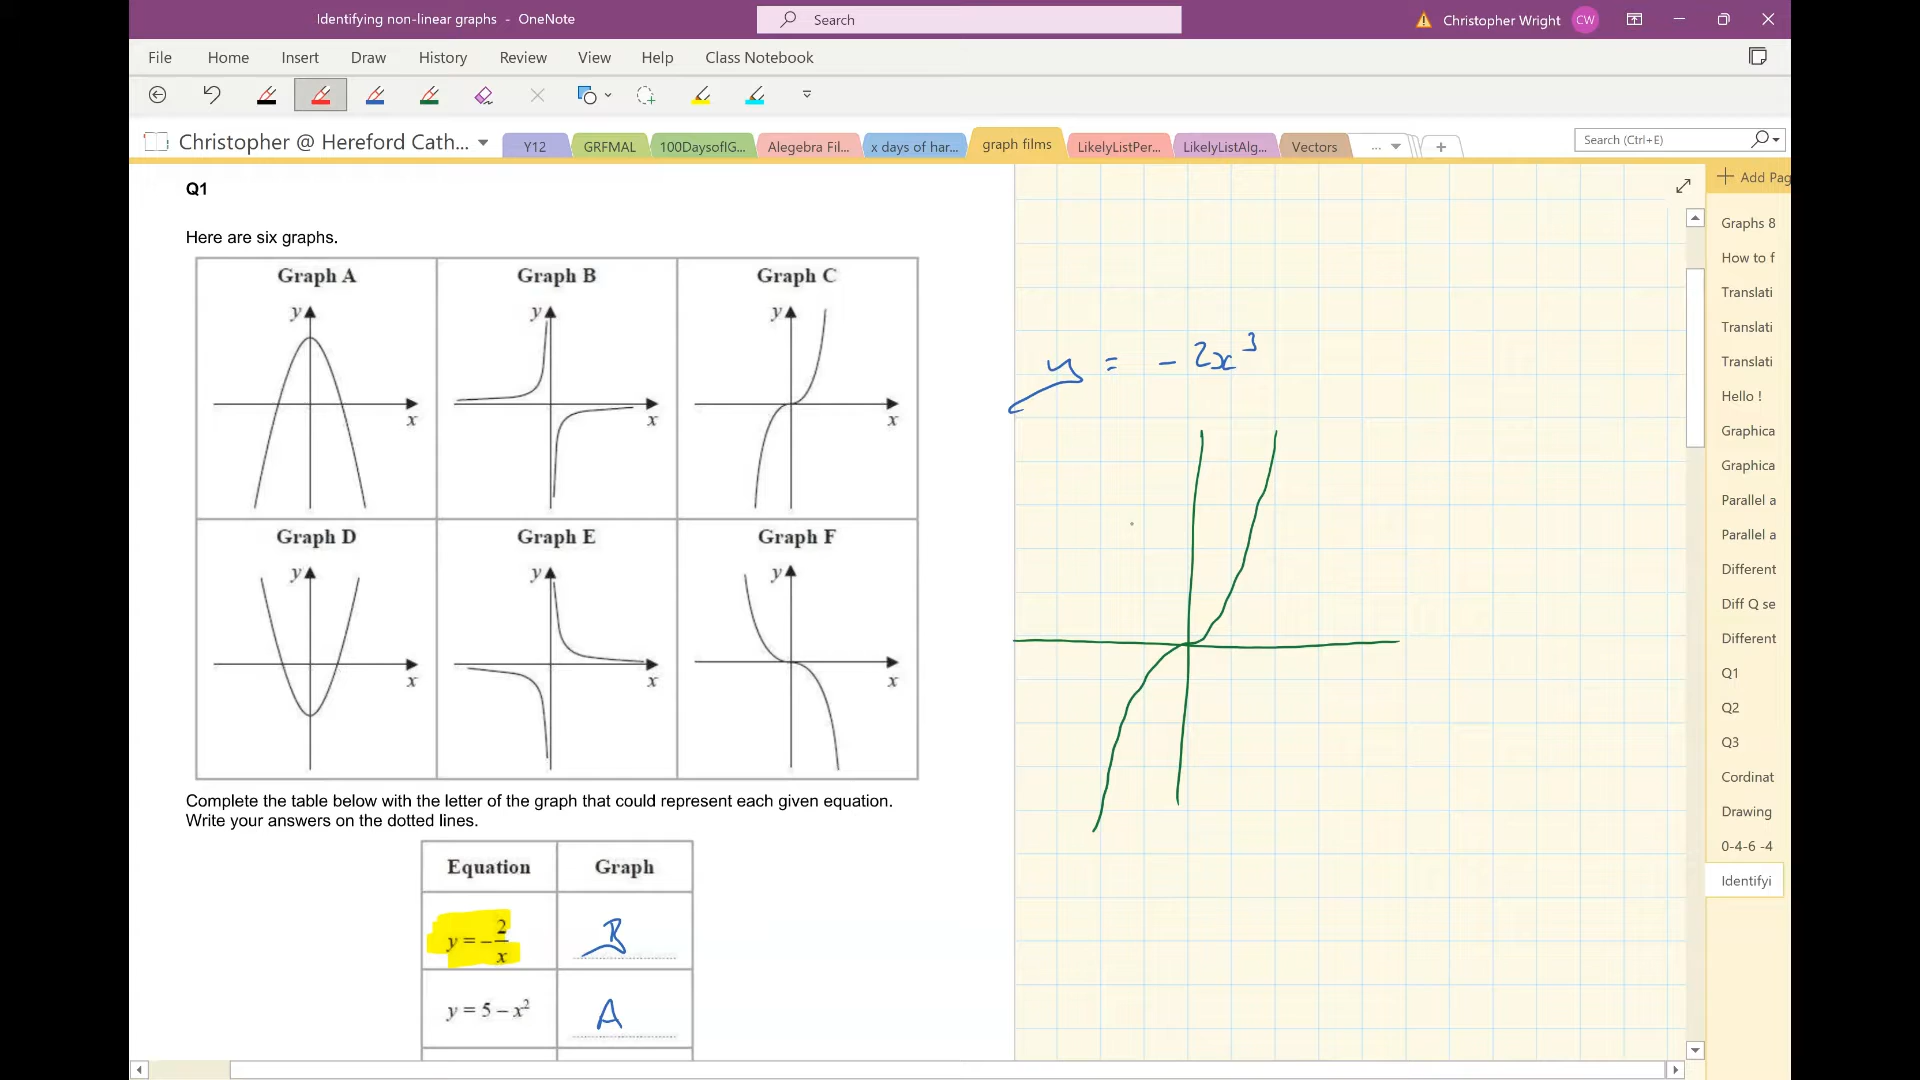 Identifying non-linear graphs - OneNote
Search
Christopher Wright
CW
File Home Insert Draw History Review View Help Class Notebook
Christopher @ Hereford Cath...
Y12
GRFMAL
100DaysofIG...
Alegebra Fil...
x days of har...
graph films
LikelyListPer...
LikelyListAlg...
Vectors
...
Search (Ctrl+E)
Q1
Here are six graphs.
Graph A
y
x
Graph B
y
x
Graph C
y
x
Graph D
y
x
Graph E
y
x
Graph F
y
x
Complete the table below with the letter of the graph that could represent each given equation.
Write your answers on the dotted lines.
Equation Graph
y = -2/x B
y = 5 – x² A
y = - 2x³
Add Pag
Graphs 8
How to f
Translati
Translati
Translati
Hello !
Graphica
Graphica
Parallel a
Parallel a
Different
Diff Q se
Different
Q1
Q2
Q3
Cordinat
Drawing
0-4-6 -4
Identifyi